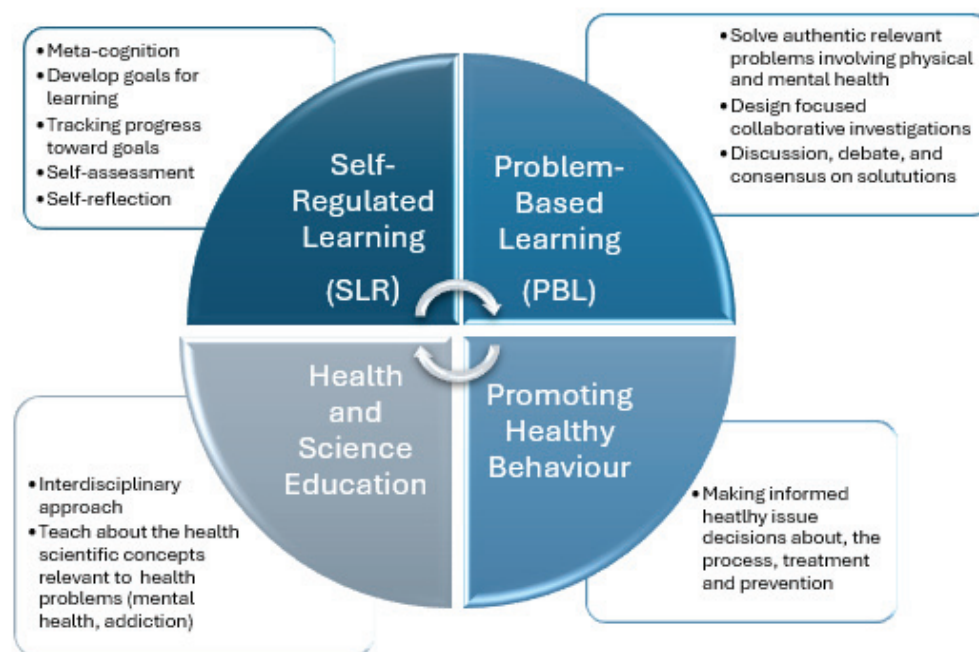 • Meta-cognition
• Develop goals for
learning
• Tracking progress
toward goals
• Self-assessment
• Self-reflection
• Solve authentic relevant
problems involving physical
and mental health
• Design focused
collaborative investigations
• Discussion, debate, and
consensus on solututions
Self-
Regulated
Learning
(SLR)
Problem-
Based
Learning
(PBL)
Health
and
Science
Education
Promoting
Healthy
Behaviour
• Interdisciplinary
approach
• Teach about the health
scientific concepts
relevant to health
problems (mental
health, addiction)
• Making informed
heatlhy issue
decisions about, the
process, treatment
and prevention